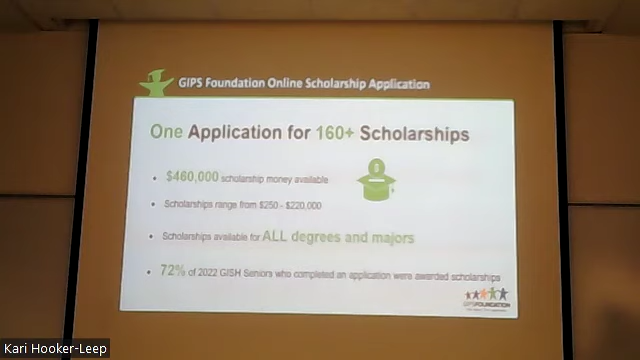 GIPS Foundation Online Scholarship Application
One Application for 160+ Scholarships
• $460,000 scholarship money available
• Scholarships range from $250 - $220,000
• Scholarships available for ALL degrees and majors
• 72% of 2022 GISH Seniors who completed an application were awarded scholarships
GIPSFOUNDATION
Kari Hooker-Leep